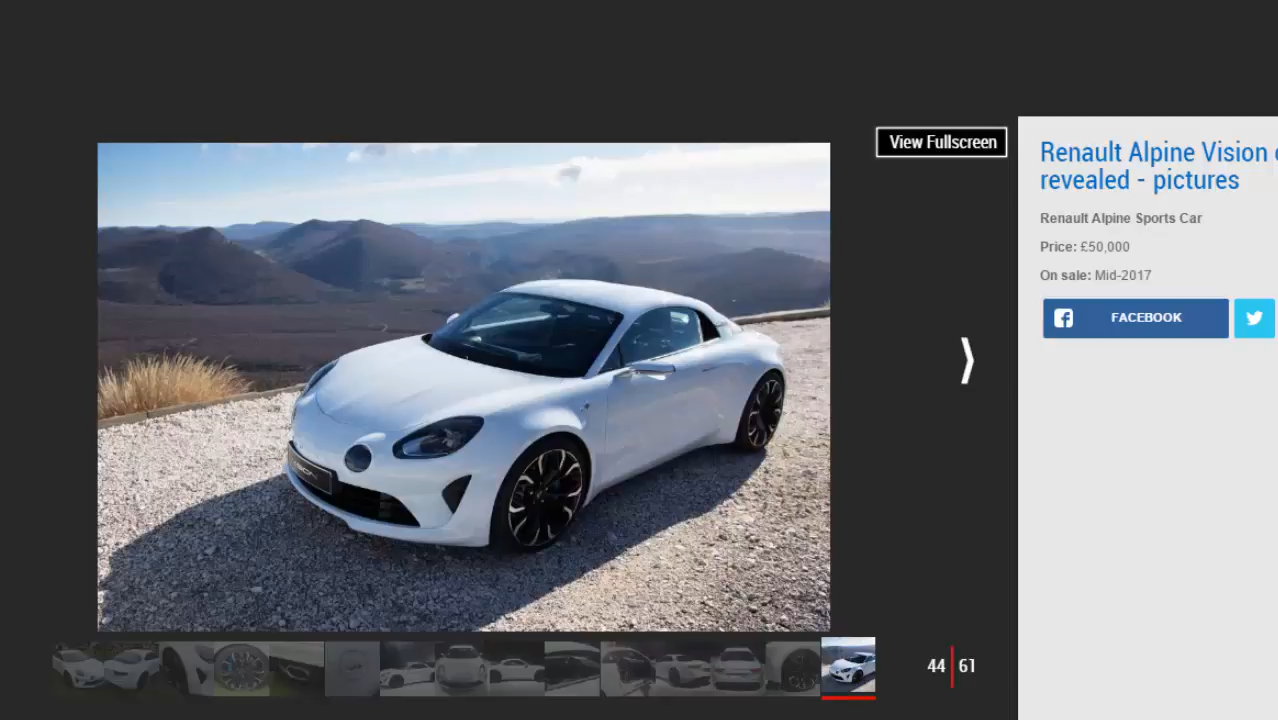 View Fullscreen
Renault Alpine Vision
revealed - pictures
Renault Alpine Sports Car
Price: £50,000
On sale: Mid-2017
FACEBOOK
44 61